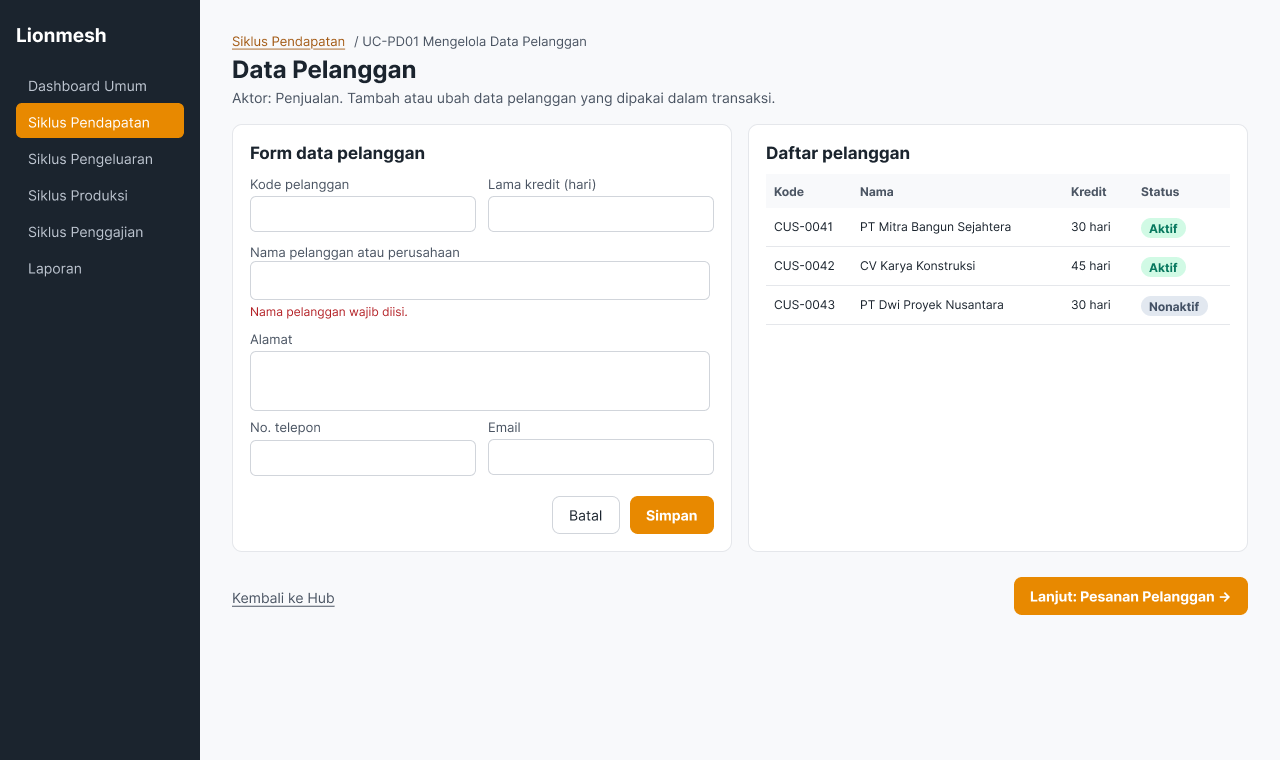 Lionmesh
Dashboard Umum
Siklus Pendapatan
Siklus Pengeluaran
Siklus Produksi
Siklus Penggajian
Laporan
Siklus Pendapatan / UC-PD01 Mengelola Data Pelanggan
Data Pelanggan
Aktor: Penjualan. Tambah atau ubah data pelanggan yang dipakai dalam transaksi.
Form data pelanggan
Kode pelanggan
Lama kredit (hari)
Nama pelanggan atau perusahaan
Nama pelanggan wajib diisi.
Alamat
No. telepon
Email
Batal
Simpan
Daftar pelanggan
Kode Nama Kredit Status
CUS-0041 PT Mitra Bangun Sejahtera 30 hari Aktif
CUS-0042 CV Karya Konstruksi 45 hari Aktif
CUS-0043 PT Dwi Proyek Nusantara 30 hari Nonaktif
Kembali ke Hub
Lanjut: Pesanan Pelanggan →